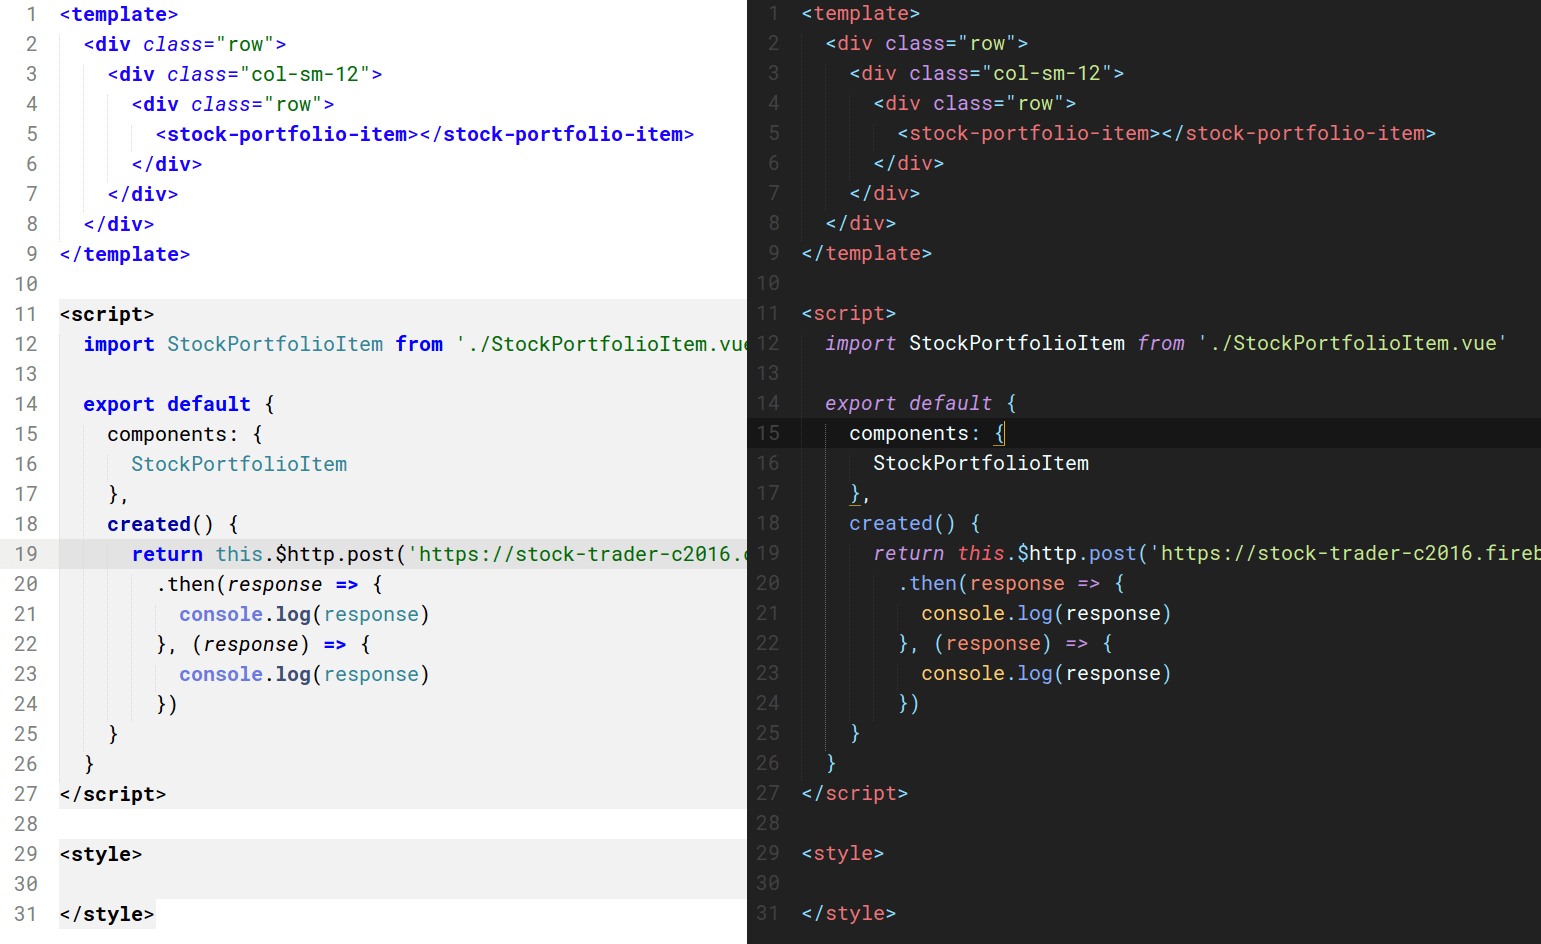 1 <template>
2 <div class="row">
3 <div class="col-sm-12">
4 <div class="row">
5 <stock-portfolio-item></stock-portfolio-item>
6 </div>
7 </div>
8 </div>
9 </template>
10
11 <script>
12 import StockPortfolioItem from './StockPortfolioItem.vue
13
14 export default {
15 components: {
16 StockPortfolioItem
17 },
18 created() {
19 return this.$http.post('https://stock-trader-c2016.
20 .then(response => {
21 console.log(response)
22 }, (response) => {
23 console.log(response)
24 })
25 }
26 }
27 </script>
28
29 <style>
30
31 </style>
1 <template>
2 <div class="row">
3 <div class="col-sm-12">
4 <div class="row">
5 <stock-portfolio-item></stock-portfolio-item>
6 </div>
7 </div>
8 </div>
9 </template>
10
11 <script>
12 import StockPortfolioItem from './StockPortfolioItem.vue'
13
14 export default {
15 components: {
16 StockPortfolioItem
17 },
18 created() {
19 return this.$http.post('https://stock-trader-c2016.fireb
20 .then(response => {
21 console.log(response)
22 }, (response) => {
23 console.log(response)
24 })
25 }
26 }
27 </script>
28
29 <style>
30
31 </style>